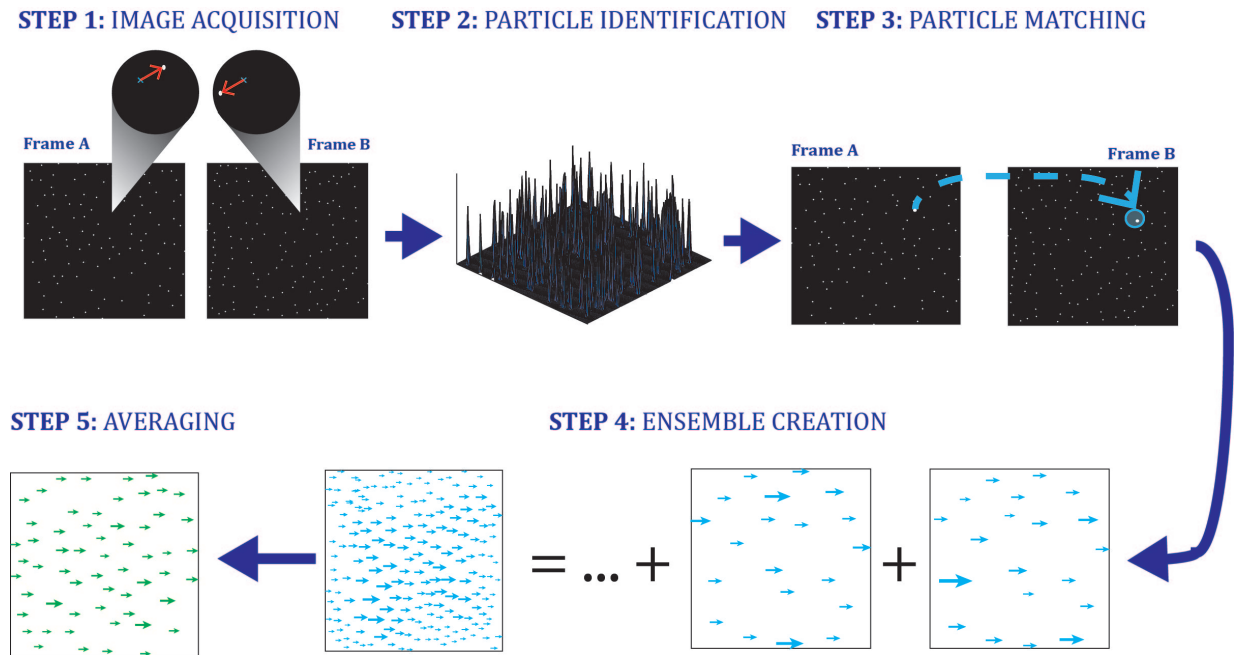 STEP 1: IMAGE ACQUISITION
STEP 2: PARTICLE IDENTIFICATION
STEP 3: PARTICLE MATCHING
Frame A
Frame B
Frame A
Frame B
STEP 5: AVERAGING
STEP 4: ENSEMBLE CREATION
= ... + +